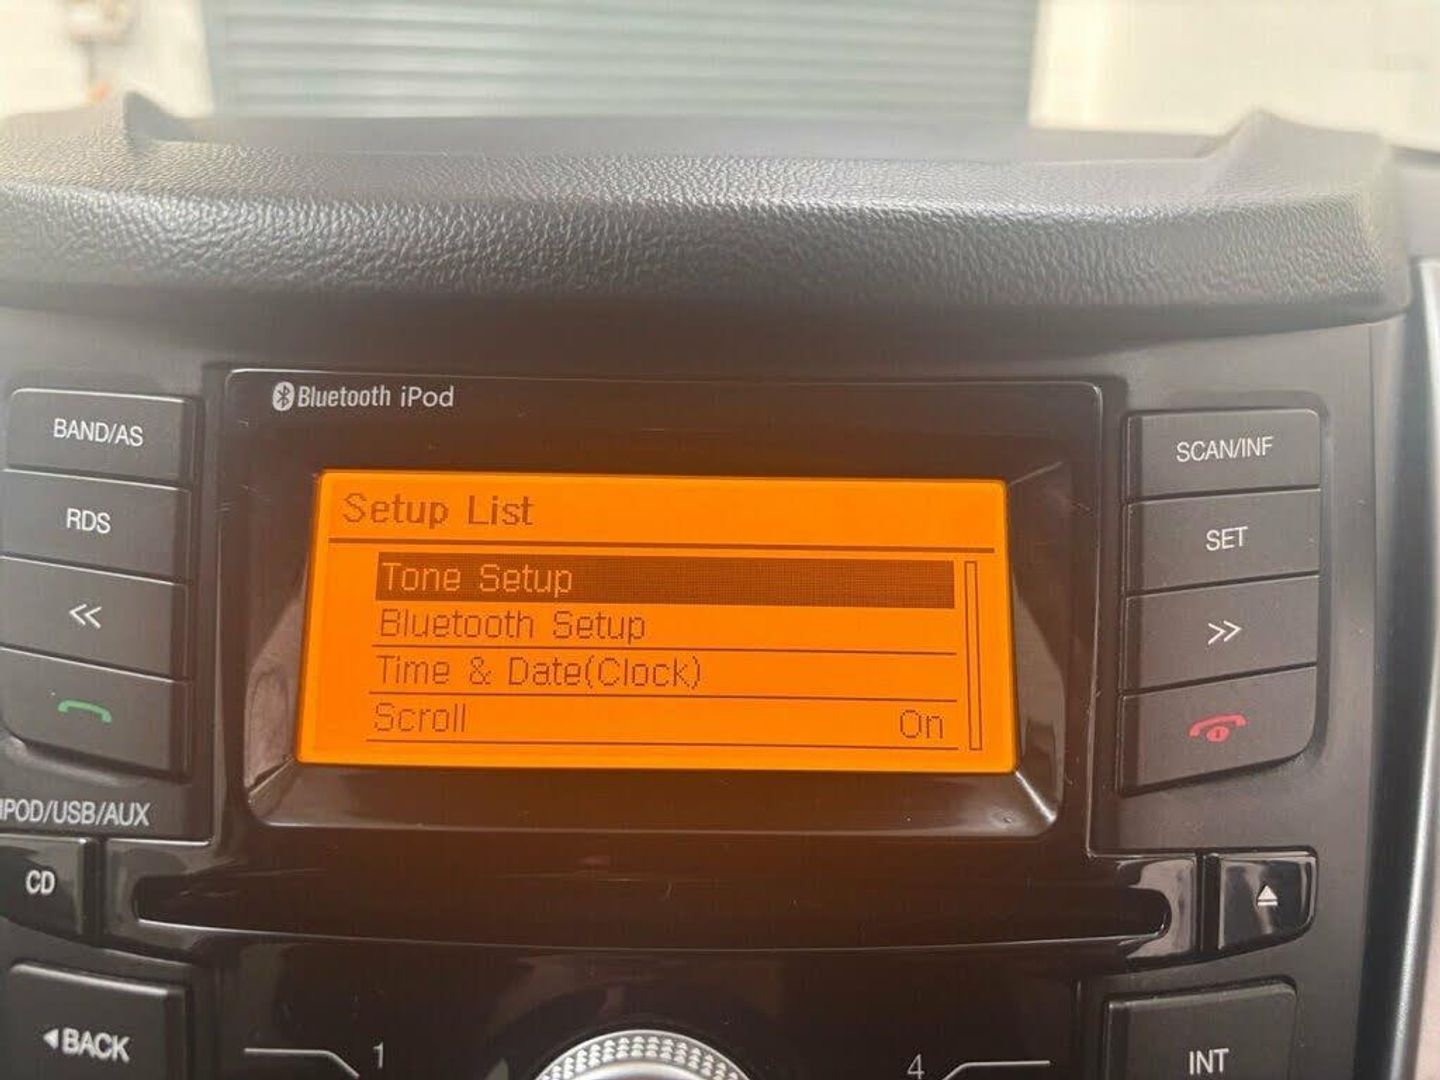 Bluetooth iPod
BAND/AS
SCAN/INF
Setup List
RDS
SET
Tone Setup
Bluetooth Setup
Time & Date(Clock)
Scroll On
IPOD/USB/AUX
CD
BACK
1
4
INT